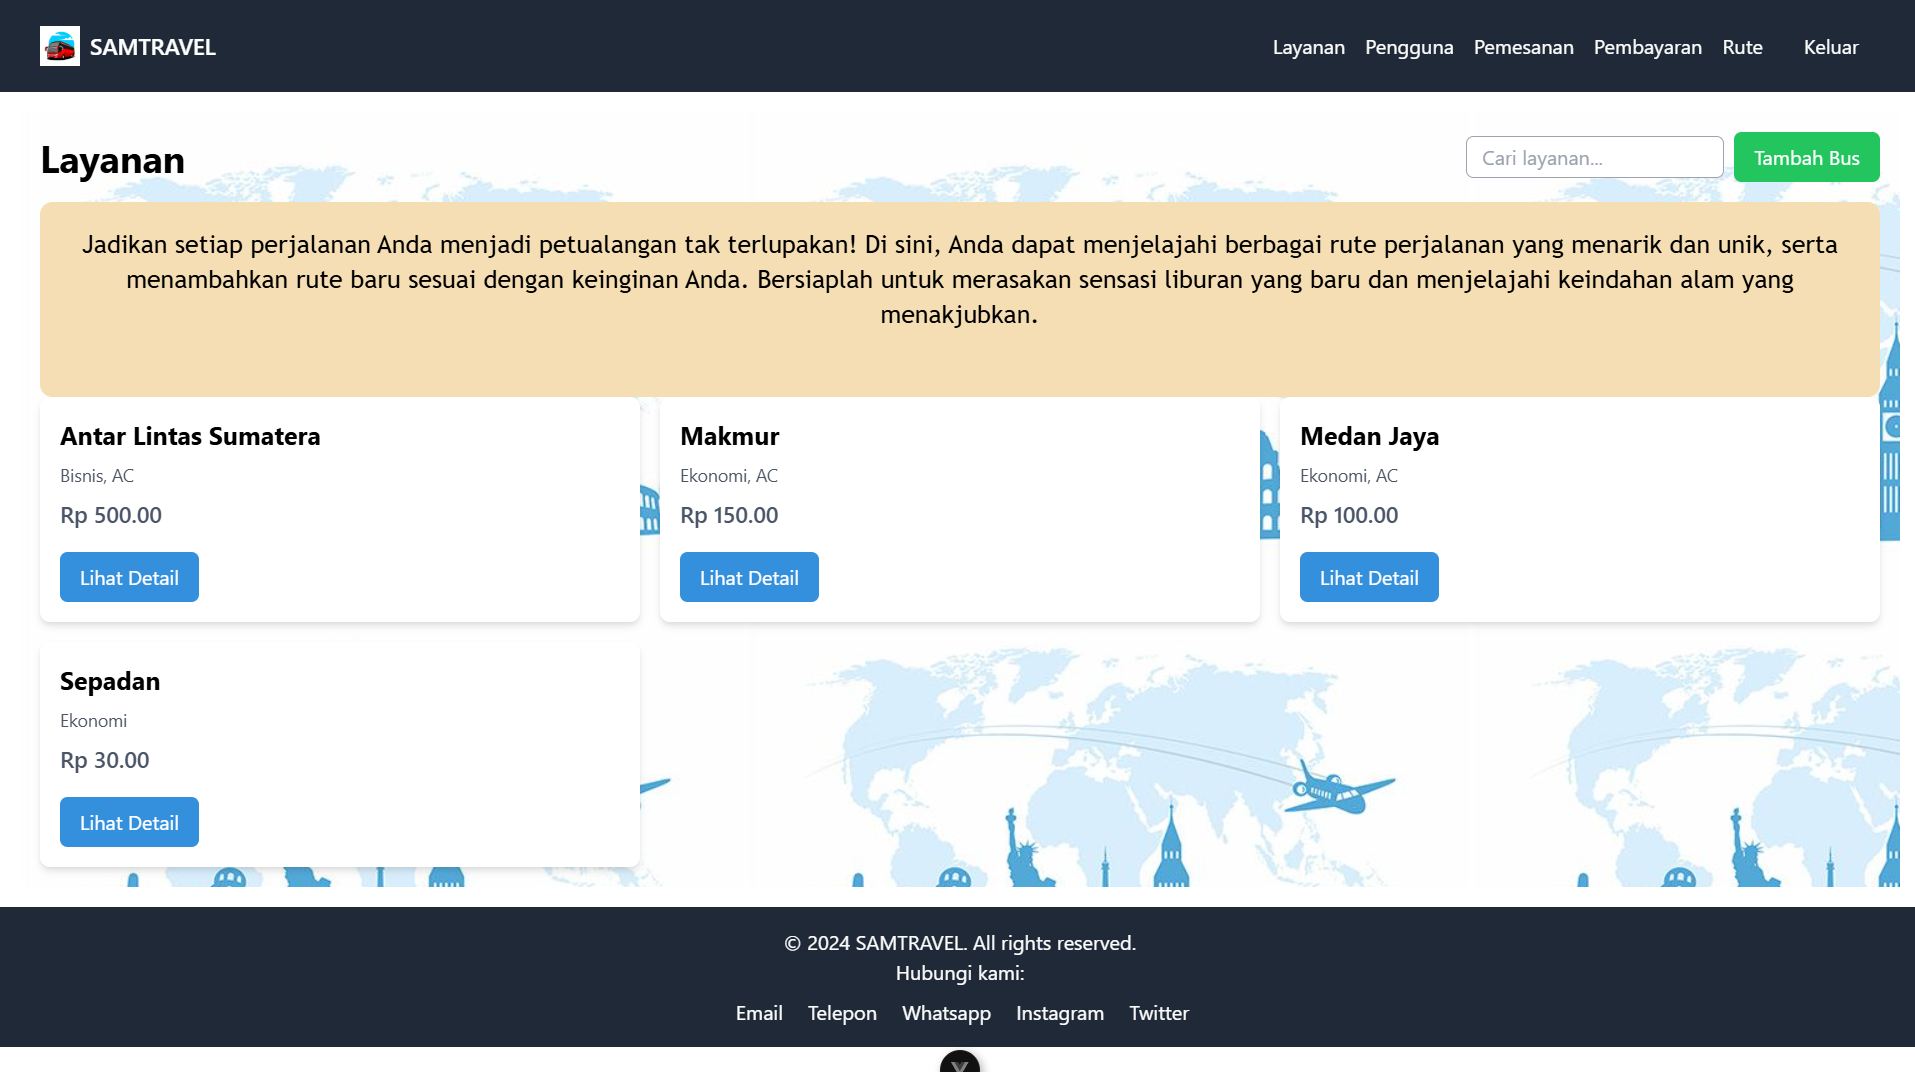 SAMTRAVEL
Layanan Pengguna Pemesanan Pembayaran Rute Keluar
Layanan
Cari layanan...
Tambah Bus
Jadikan setiap perjalanan Anda menjadi petualangan tak terlupakan! Di sini, Anda dapat menjelajahi berbagai rute perjalanan yang menarik dan unik, serta
menambahkan rute baru sesuai dengan keinginan Anda. Bersiaplah untuk merasakan sensasi liburan yang baru dan menjelajahi keindahan alam yang
menakjubkan.
Antar Lintas Sumatera
Bisnis, AC
Rp 500.00
Lihat Detail
Makmur
Ekonomi, AC
Rp 150.00
Lihat Detail
Medan Jaya
Ekonomi, AC
Rp 100.00
Lihat Detail
Sepadan
Ekonomi
Rp 30.00
Lihat Detail
© 2024 SAMTRAVEL. All rights reserved.
Hubungi kami:
Email Telepon Whatsapp Instagram Twitter